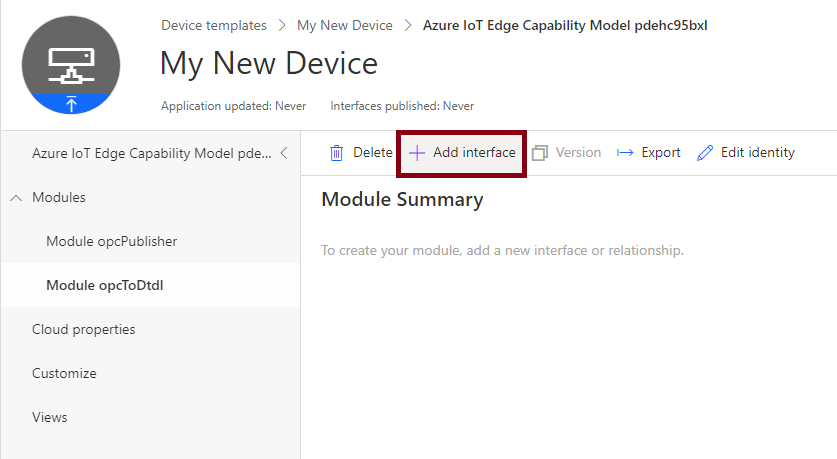 Device templates > My New Device > Azure IoT Edge Capability Model pdehc95bxl
My New Device
Application updated: Never Interfaces published: Never
Azure IoT Edge Capability Model pde...
Delete Add interface Version Export Edit identity
Modules
Module opcPublisher
Module opcToDtdl
Cloud properties
Customize
Views
Module Summary
To create your module, add a new interface or relationship.